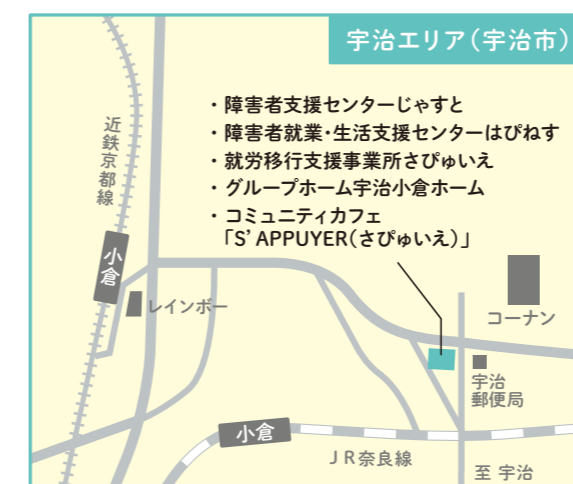 宇治エリア（宇治市）
・障害者支援センターじゃすと
・障害者就業・生活支援センターはぴねす
・就労移行支援事業所さぴゅいえ
・グループホーム宇治小倉ホーム
・コミュニティカフェ
「S’ APPUYER（さぴゅいえ）」
近鉄京都線
小倉
レインボー
コーナン
宇治
郵便局
小倉
JR奈良線
至 宇治